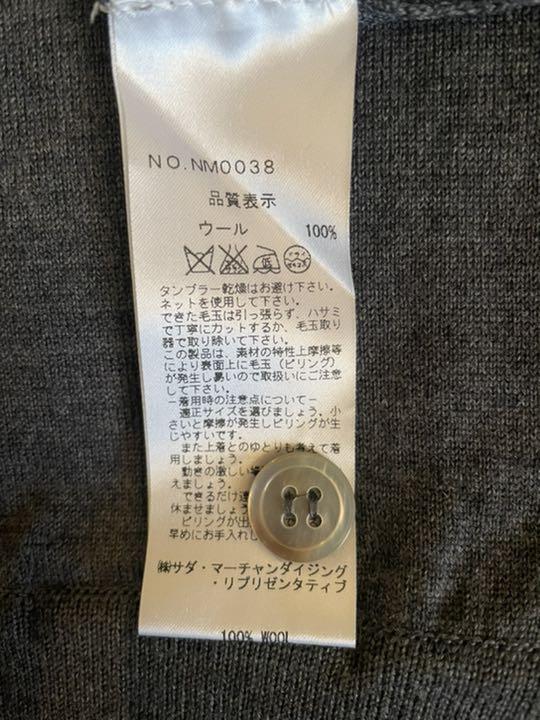 NO.NM0038
品質表示
ウール 100%
タンブラー乾燥はお避け下さい。
ネットを使用して下さい。
できた毛玉は引っ張らず、ハサミ
で丁寧にカットするか、毛玉取り
器で取り除いて下さい。
この製品は、素材の特性上摩擦等
により表面上に毛玉(ピリング)
が発生し易いので取扱いにご注意
して下さい。
−着用時の注意点について−
適正サイズを選びましょう。小
さいと摩擦が発生しピリングが生
じやすいです。
また上着とのゆとりも考えて着
用しましょう。
動きの激しい
えましょう。
できるだけ
休ませましょう。
ピリングが出
早めにお手入れし
㈱サダ・マーチャンダイジング
・リプリゼンタティブ
100% WOOL